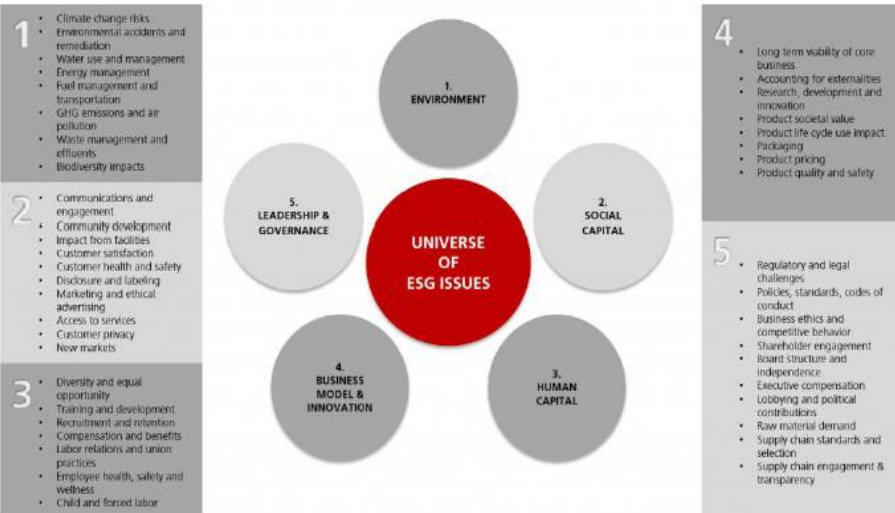 1
• Climate change risks
• Environmental accidents and
remediation
• Water use and management
• Energy management
• Fuel management and
transportation
• GHG emissions and air
pollution
• Waste management and
effluents
• Biodiversity impacts
2
• Communications and
engagement
• Community development
• Impact from facilities
• Customer satisfaction
• Customer health and safety
• Disclosure and labeling
• Marketing and ethical
advertising
• Access to services
• Customer privacy
• New markets
3
• Diversity and equal
opportunity
• Training and development
• Recruitment and retention
• Compensation and benefits
• Labor relations and union
practices
• Employee health, safety and
wellness
• Child and forced labor
1.
ENVIRONMENT
5.
LEADERSHIP &
GOVERNANCE
2.
SOCIAL
CAPITAL
UNIVERSE
OF
ESG ISSUES
4.
BUSINESS
MODEL &
INNOVATION
3.
HUMAN
CAPITAL
4
• Long term viability of core
business
• Accounting for externalities
• Research, development and
innovation
• Product societal value
• Product life cycle use impact
• Packaging
• Product pricing
• Product quality and safety
5
• Regulatory and legal
challenges
• Policies, standards, codes of
conduct
• Business ethics and
competitive behavior
• Shareholder engagement
• Board structure and
independence
• Executive compensation
• Lobbying and political
contributions
• Raw material demand
• Supply chain standards and
selection
• Supply chain engagement &
transparency